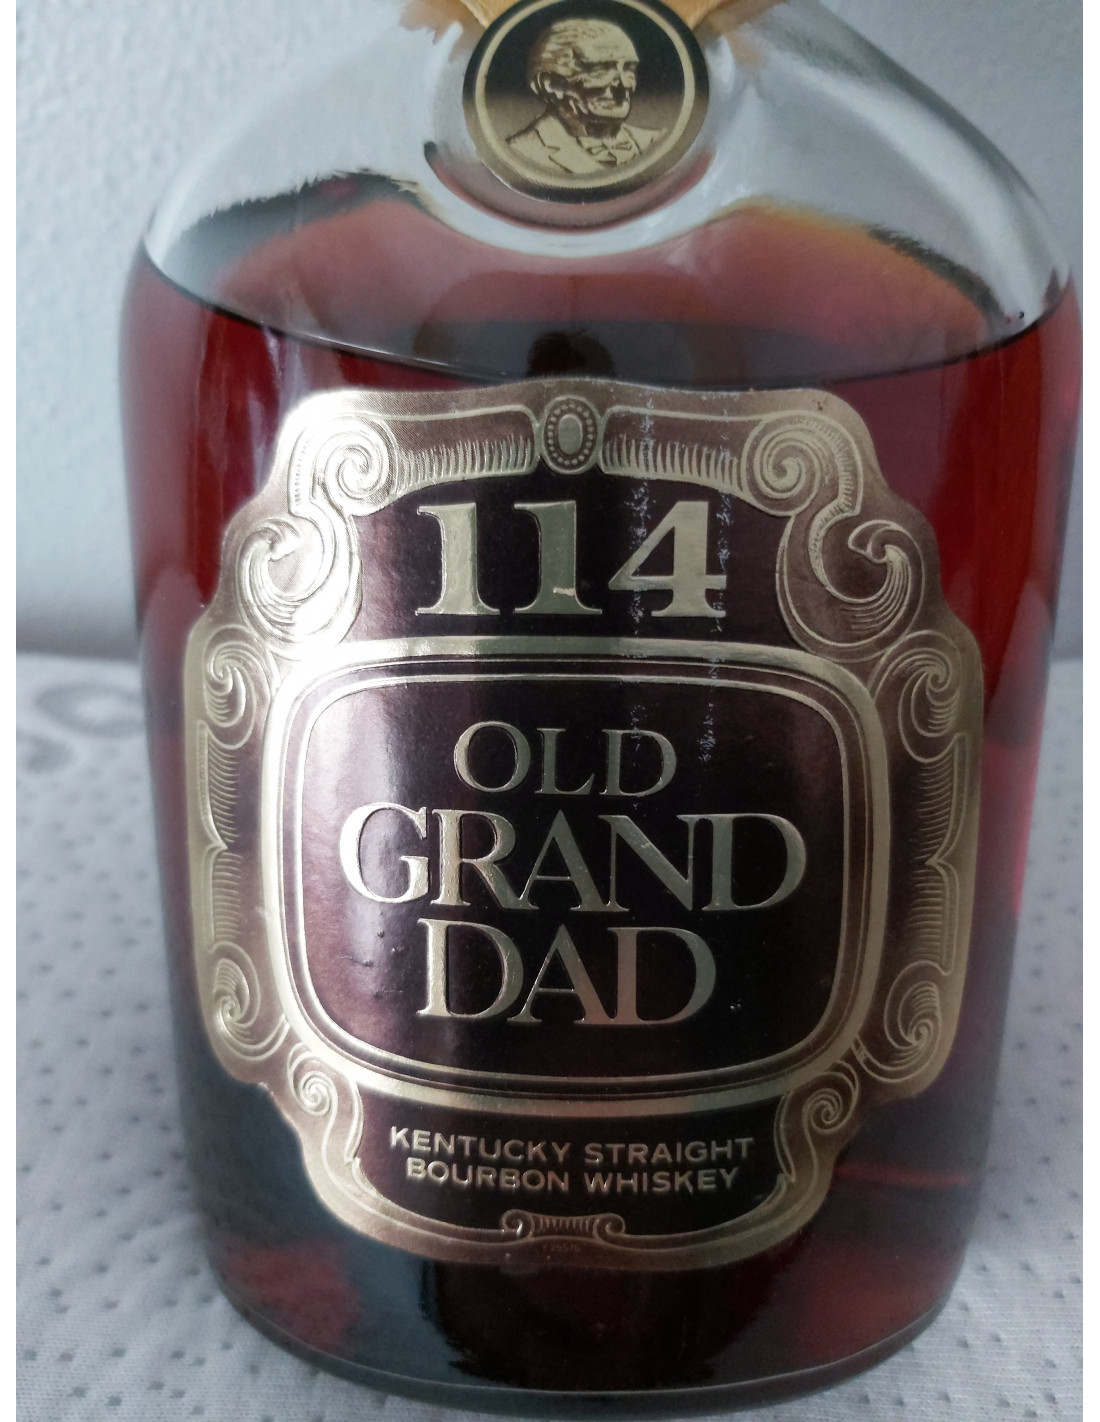 114
OLD
GRAND
DAD
KENTUCKY STRAIGHT
BOURBON WHISKEY